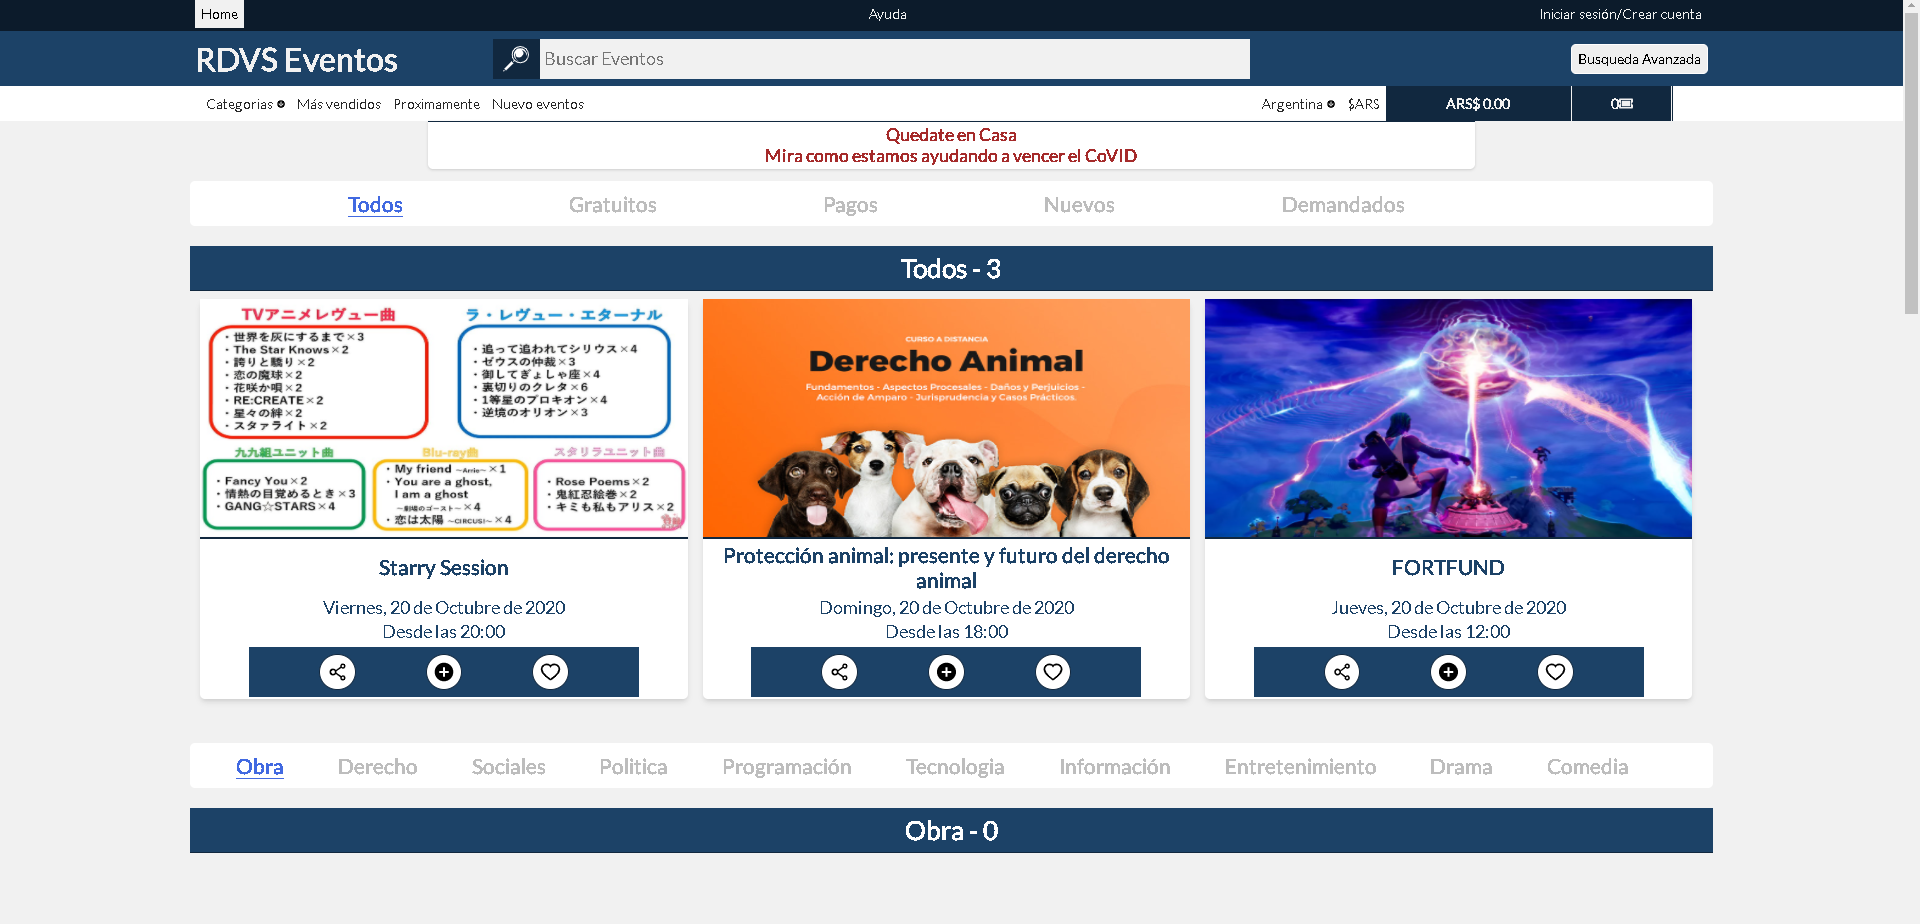 Home
Ayuda
Iniciar sesión/Crear cuenta
RDVS Eventos
Buscar Eventos
Busqueda Avanzada
Categorias
Más vendidos
Proximamente
Nuevo eventos
Argentina
$ARS
ARS$ 0.00
0
Quedate en Casa
Mira como estamos ayudando a vencer el CoVID
Todos
Gratuitos
Pagos
Nuevos
Demandados
Todos - 3
TVアニメレヴュー曲
・世界を灰にするまで×3
・The Star Knows×2
・誇りと驕り×2
・恋の魔球×2
・花咲か唄×2
・RE:CREATE×2
・星々の絆×2
・スタァライト×2
ラ・レヴュー・エターナル
・追って追われてシリウス×4
・ゼウスの仲裁×3
・御してぎょしゃ座×4
・裏切りのクレタ×6
・1等星のプロキオン×4
・逆境のオリオン×3
九九組ユニット曲
・Fancy You×2
・情熱の目覚めるとき×3
・GANG☆STARS×4
Blu-ray曲
・My friend ~Arrie~×1
・You are a ghost,
I am a ghost
~劇場のゴースト~×4
・恋は太陽 ~CIRCUS!~×4
スタリラユニット曲
・Rose Poems×2
・鬼紅忍絵巻×2
・キミも私もアリス×2
CURSO A DISTANCIA
Derecho Animal
Fundamentos - Aspectos Procesales - Daños y Perjuicios -
Acción de Amparo - Jurisprudencia y Casos Prácticos.
Starry Session
Viernes, 20 de Octubre de 2020
Desde las 20:00
Protección animal: presente y futuro del derecho
animal
Domingo, 20 de Octubre de 2020
Desde las 18:00
FORTFUND
Jueves, 20 de Octubre de 2020
Desde las 12:00
Obra
Derecho
Sociales
Politica
Programación
Tecnologia
Información
Entretenimiento
Drama
Comedia
Obra - 0